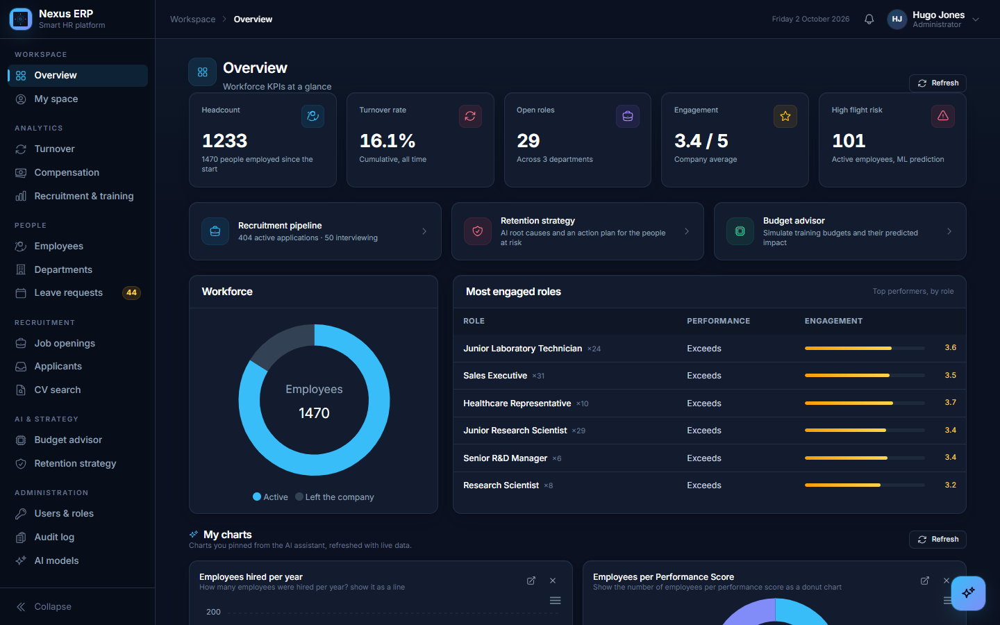 Nexus ERP
Smart HR platform
WORKSPACE
Overview
My space
ANALYTICS
Turnover
Compensation
Recruitment & training
PEOPLE
Employees
Departments
Leave requests 44
RECRUITMENT
Job openings
Applicants
CV search
AI & STRATEGY
Budget advisor
Retention strategy
ADMINISTRATION
Users & roles
Audit log
AI models
Collapse
Workspace Overview
Friday 2 October 2026
HJ
Hugo Jones
Administrator
Overview
Workforce KPIs at a glance
Refresh
Headcount
1233
1470 people employed since the
start
Turnover rate
16.1%
Cumulative, all time
Open roles
29
Across 3 departments
Engagement
3.4 / 5
Company average
High flight risk
101
Active employees, ML prediction
Recruitment pipeline
404 active applications · 50 interviewing
Retention strategy
AI root causes and an action plan for the people
at risk
Budget advisor
Simulate training budgets and their predicted
impact
Workforce
Employees
1470
Active Left the company
Most engaged roles
Top performers, by role
ROLE PERFORMANCE ENGAGEMENT
Junior Laboratory Technician ×24 Exceeds 3.6
Sales Executive ×31 Exceeds 3.5
Healthcare Representative ×10 Exceeds 3.7
Junior Research Scientist ×29 Exceeds 3.4
Senior R&D Manager ×6 Exceeds 3.4
Research Scientist ×8 Exceeds 3.2
My charts
Charts you pinned from the AI assistant, refreshed with live data.
Refresh
Employees hired per year
How many employees were hired per year? show it as a line
200
Employees per Performance Score
Show the number of employees per performance score as a donut chart